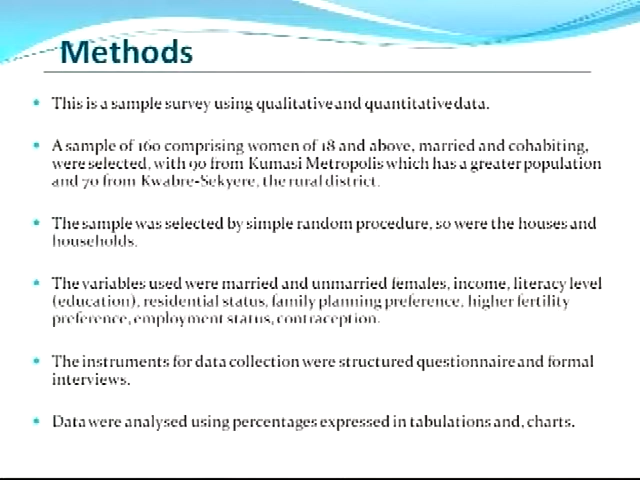 Methods
• This is a sample survey using qualitative and quantitative data.
• A sample of 160 comprising women of 18 and above, married and cohabiting,
were selected, with 90 from Kumasi Metropolis which has a greater population
and 70 from Kwabre-Sekyere, the rural district.
• The sample was selected by simple random procedure, so were the houses and
households.
• The variables used were married and unmarried females, income, literacy level
(education), residential status, family planning preference, higher fertility
preference, employment status, contraception.
• The instruments for data collection were structured questionnaire and formal
interviews.
• Data were analysed using percentages expressed in tabulations and, charts.